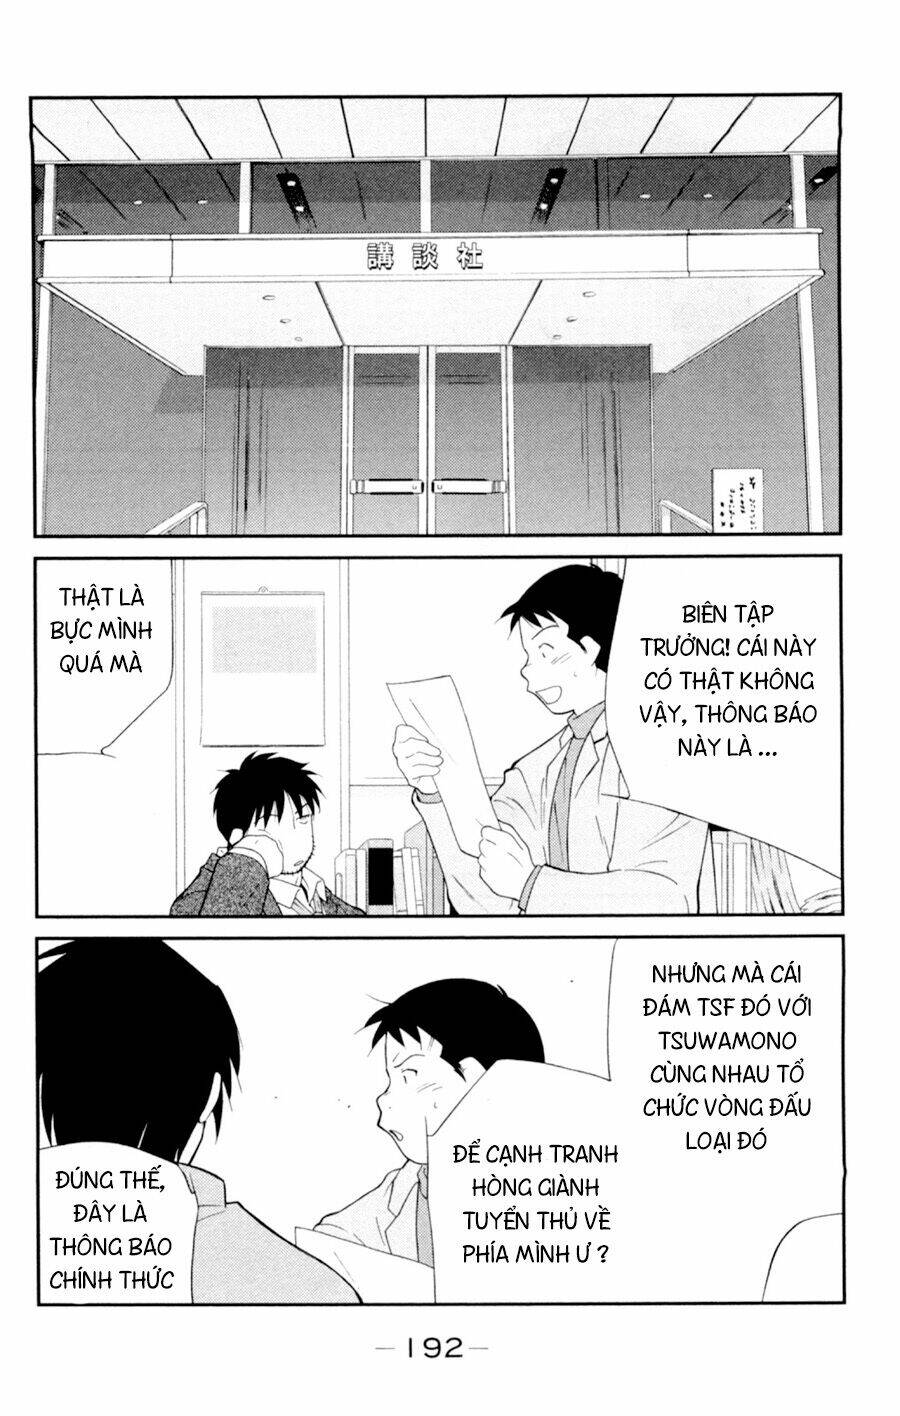 講談社
BIÊN TẬP
TRƯỞNG! CÁI NÀY
CÓ THẬT KHÔNG
VẬY, THÔNG BÁO
NÀY LÀ ...
THẬT LÀ
BỰC MÌNH
QUÁ MÀ
NHƯNG MÀ CÁI
ĐÁM TSF ĐÓ VỚI
TSUWAMONO
CÙNG NHAU TỔ
CHỨC VÒNG ĐẤU
LOẠI ĐÓ
ĐỂ CẠNH TRANH
HÒNG GIÀNH
TUYỂN THỦ VỀ
PHÍA MÌNH Ư ?
ĐÚNG THẾ,
ĐÂY LÀ
THÔNG BÁO
CHÍNH THỨC
—192—